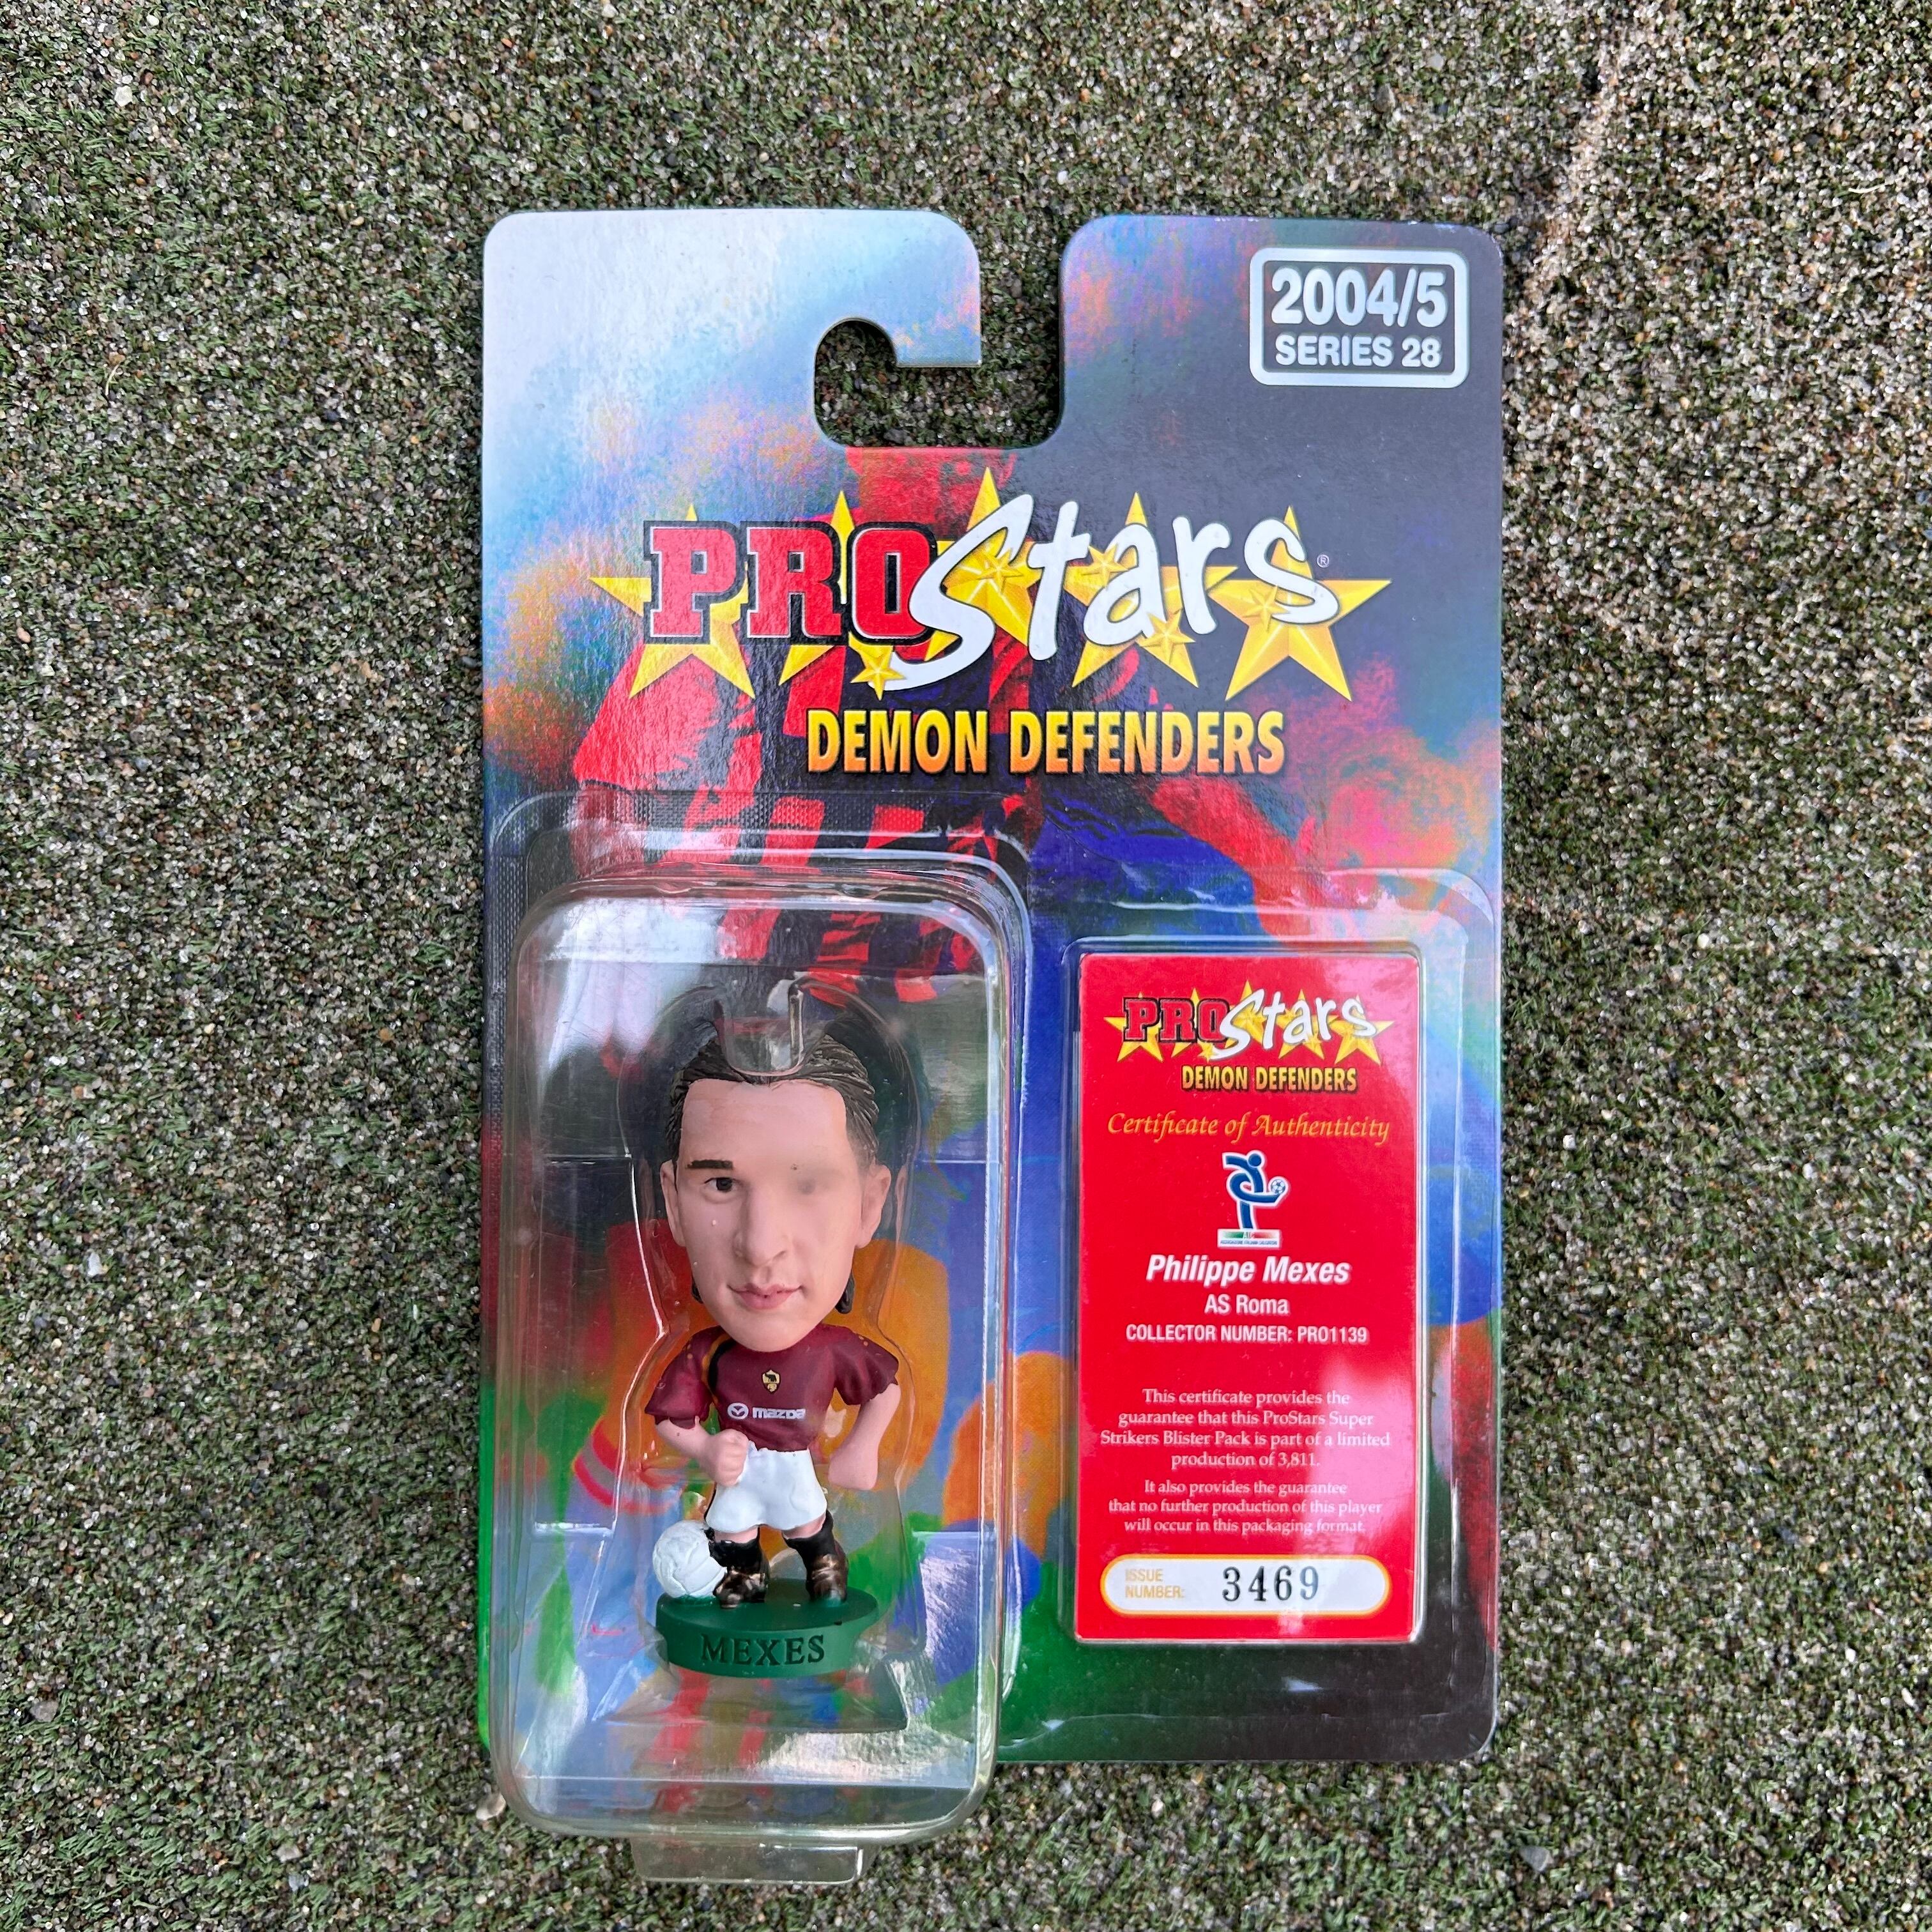 2004/5
SERIES 28
PROStars®
DEMON DEFENDERS
PROStars
DEMON DEFENDERS
Certificate of Authenticity
Philippe Mexes
AS Roma
COLLECTOR NUMBER: PRO1139
This certificate provides the
guarantee that this ProStars Super
Strikers Blister Pack is part of a limited
production of 3,811.
It also provides the guarantee
that no further production of this player
will occur in this packaging format.
ISSUE
NUMBER: 3469
mazda
MEXES